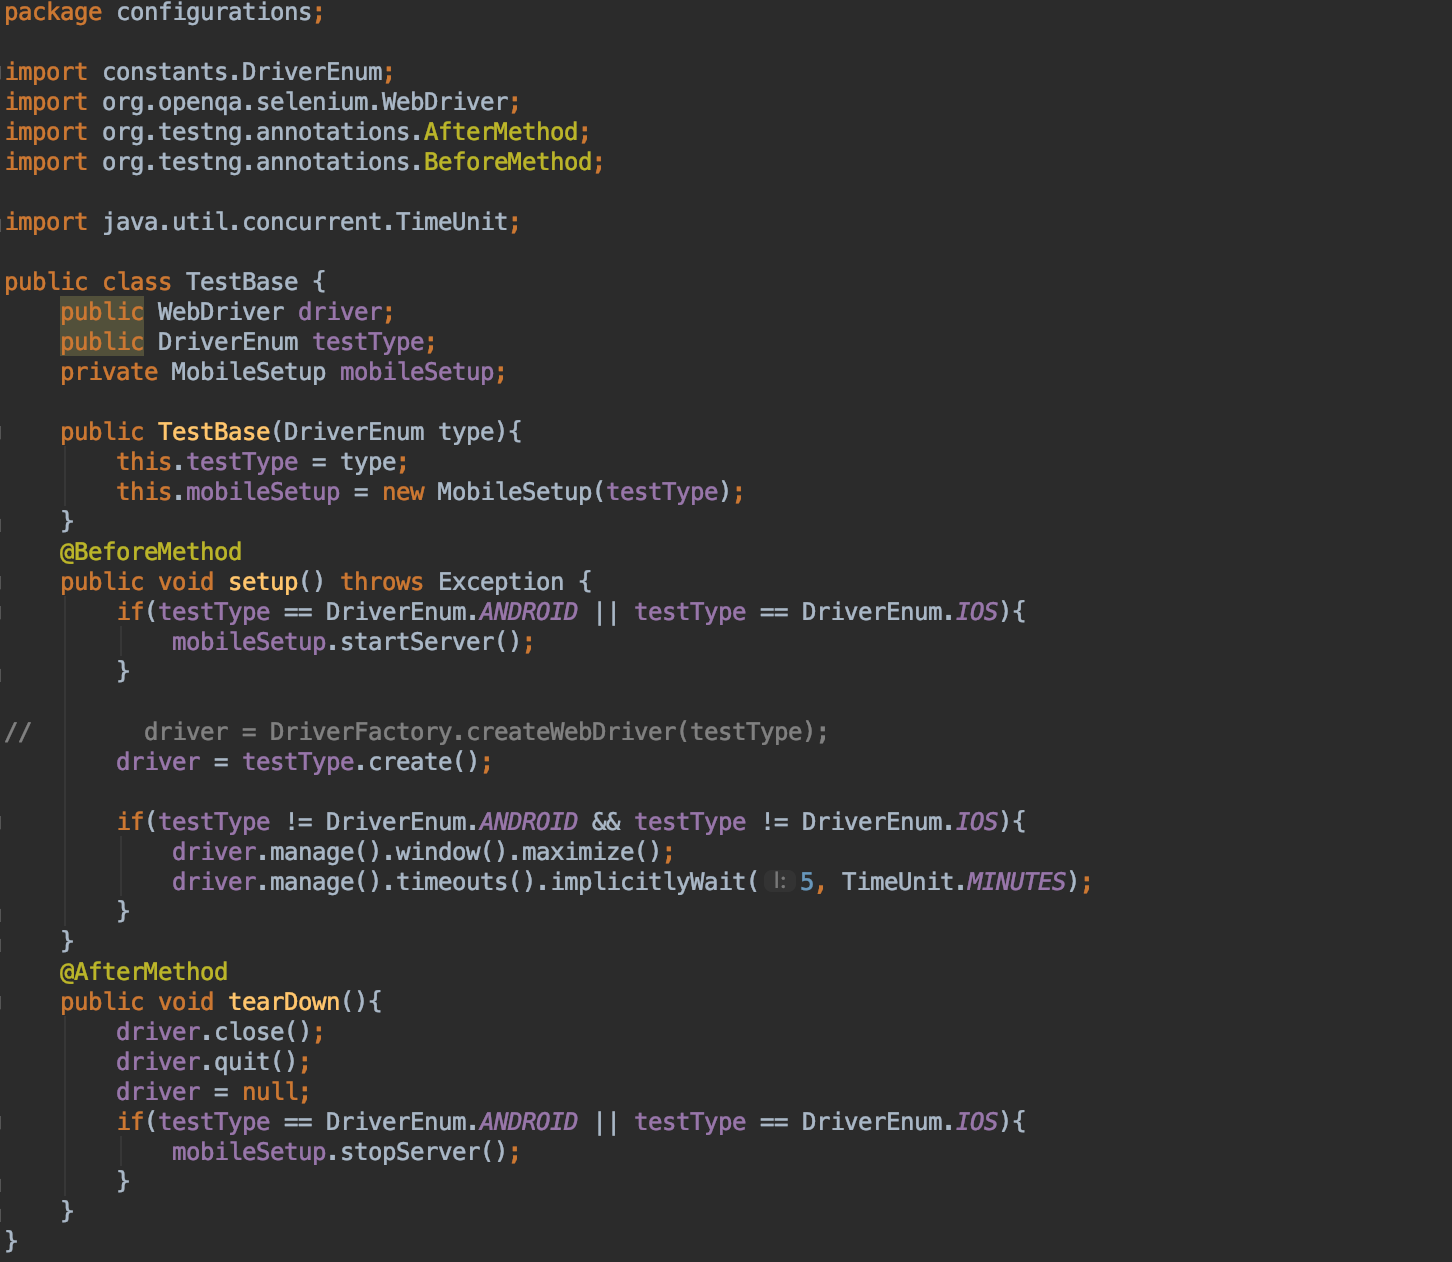 package configurations;
import constants.DriverEnum;
import org.openqa.selenium.WebDriver;
import org.testng.annotations.AfterMethod;
import org.testng.annotations.BeforeMethod;
import java.util.concurrent.TimeUnit;
public class TestBase {
    public WebDriver driver;
    public DriverEnum testType;
    private MobileSetup mobileSetup;
    public TestBase(DriverEnum type){
        this.testType = type;
        this.mobileSetup = new MobileSetup(testType);
    }
    @BeforeMethod
    public void setup() throws Exception {
        if(testType == DriverEnum.ANDROID || testType == DriverEnum.IOS){
            mobileSetup.startServer();
        }
//        driver = DriverFactory.createWebDriver(testType);
        driver = testType.create();
        if(testType != DriverEnum.ANDROID && testType != DriverEnum.IOS){
            driver.manage().window().maximize();
            driver.manage().timeouts().implicitlyWait( l: 5, TimeUnit.MINUTES);
        }
    }
    @AfterMethod
    public void tearDown(){
        driver.close();
        driver.quit();
        driver = null;
        if(testType == DriverEnum.ANDROID || testType == DriverEnum.IOS){
            mobileSetup.stopServer();
        }
    }
}